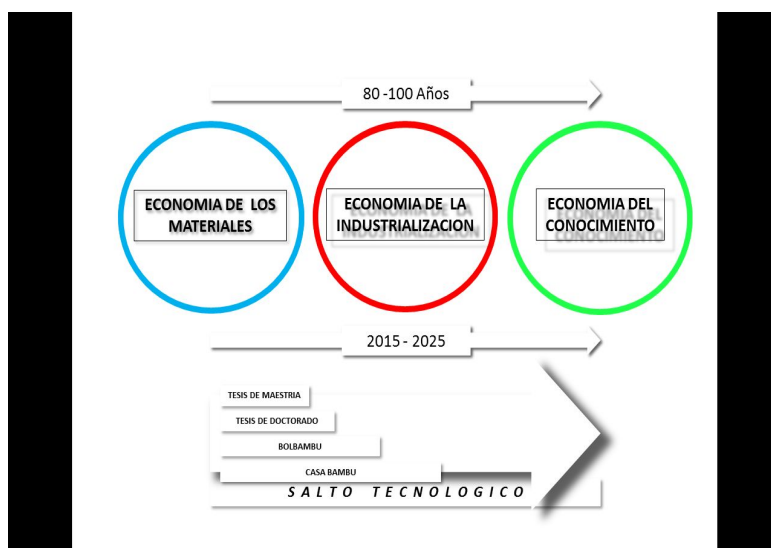 80 -100 Años
ECONOMIA DE LOS
MATERIALES
ECONOMIA DE LA
INDUSTRIALIZACION
ECONOMIA DEL
CONOCIMIENTO
2015 - 2025
TESIS DE MAESTRIA
TESIS DE DOCTORADO
BOLBAMBU
CASA BAMBU
SALTO TECNOLOGICO